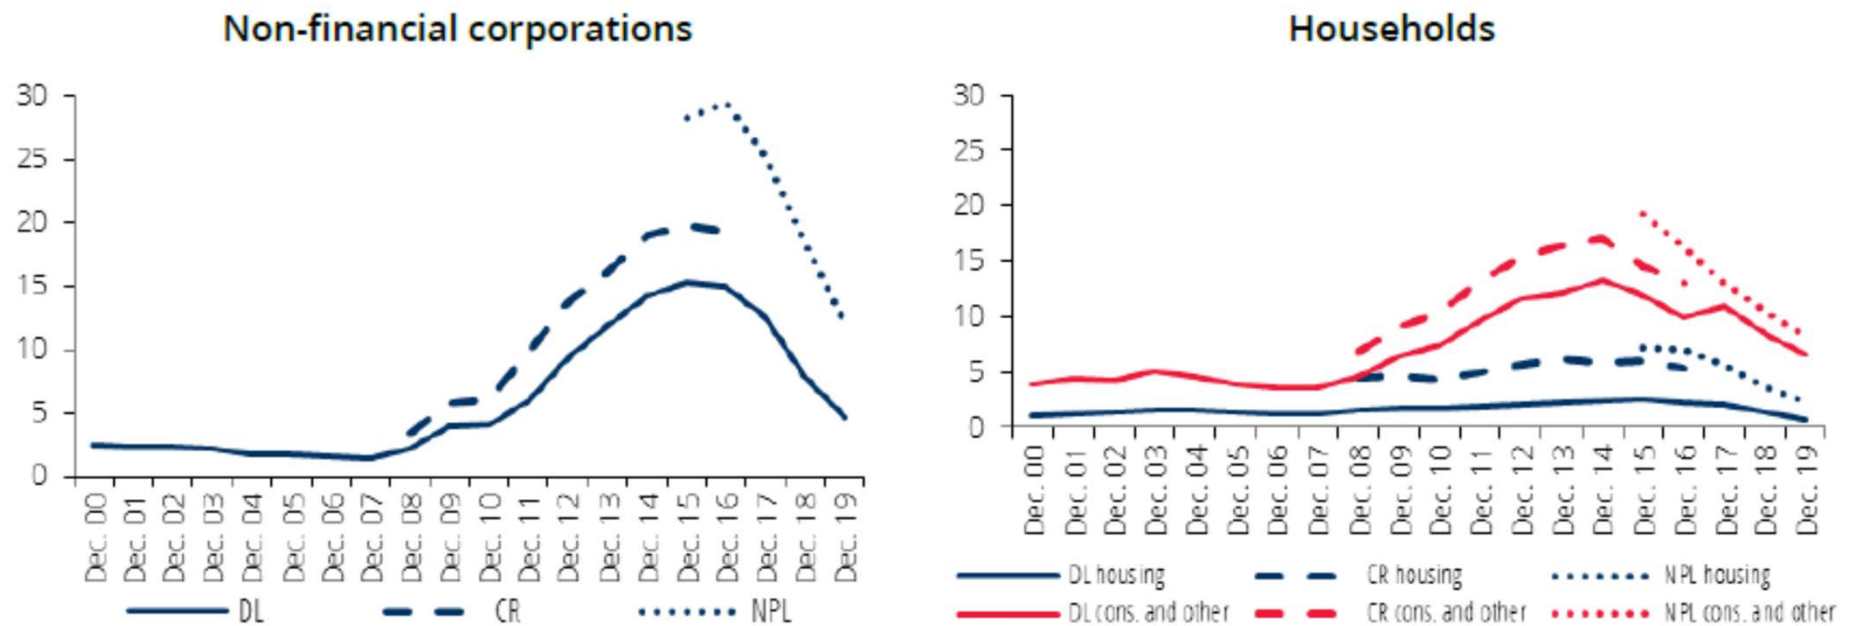 Non-financial corporations
30
25
20
15
10
5
0
Dec. 00
Dec. 01
Dec. 02
Dec. 03
Dec. 04
Dec. 05
Dec. 06
Dec. 07
Dec. 08
Dec. 09
Dec. 10
Dec. 11
Dec. 12
Dec. 13
Dec. 14
Dec. 15
Dec. 16
Dec. 17
Dec. 18
Dec. 19
DL CR NPL
Households
30
25
20
15
10
5
0
Dec. 00
Dec. 01
Dec. 02
Dec. 03
Dec. 04
Dec. 05
Dec. 06
Dec. 07
Dec. 08
Dec. 09
Dec. 10
Dec. 11
Dec. 12
Dec. 13
Dec. 14
Dec. 15
Dec. 16
Dec. 17
Dec. 18
Dec. 19
DL housing CR housing NPL housing
DL cons. and other CR cons. and other NPL cons. and other